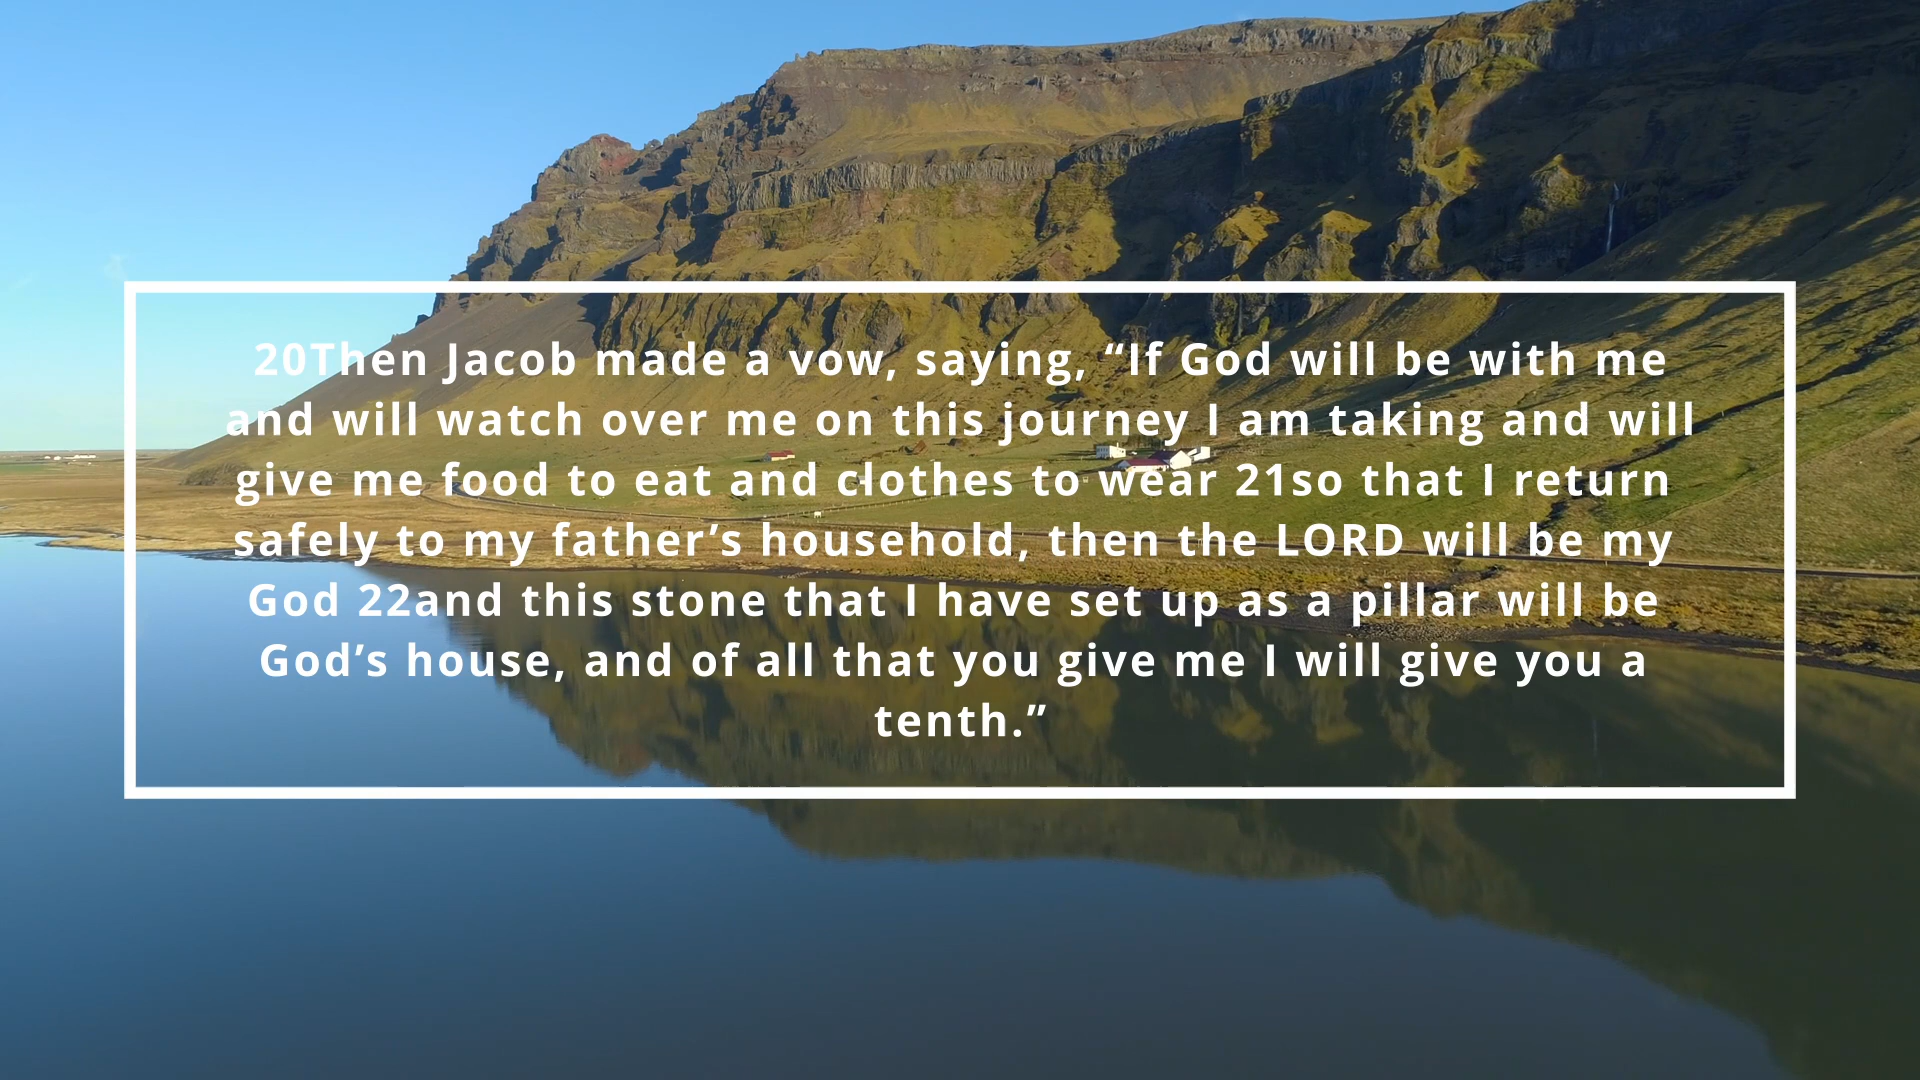 20Then Jacob made a vow, saying, “If God will be with me
and will watch over me on this journey I am taking and will
give me food to eat and clothes to wear 21so that I return
safely to my father’s household, then the LORD will be my
God 22and this stone that I have set up as a pillar will be
God’s house, and of all that you give me I will give you a
tenth.”